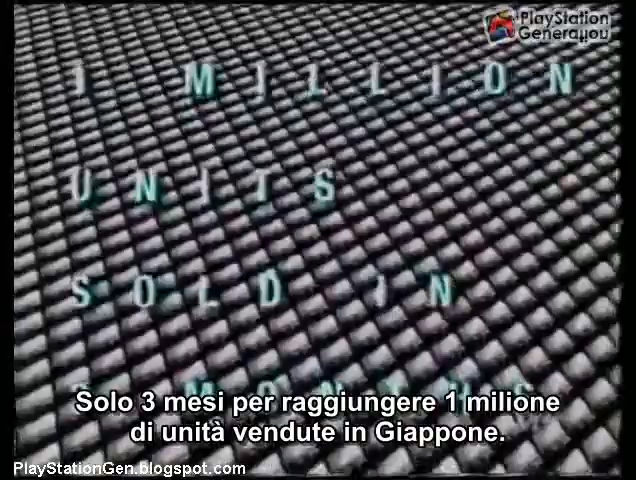 PlayStation
Generation
1 MILLION
UNITS
SOLD IN
MONTHS
Solo 3 mesi per raggiungere 1 milione
di unità vendute in Giappone.
PlayStationGen.blogspot.com